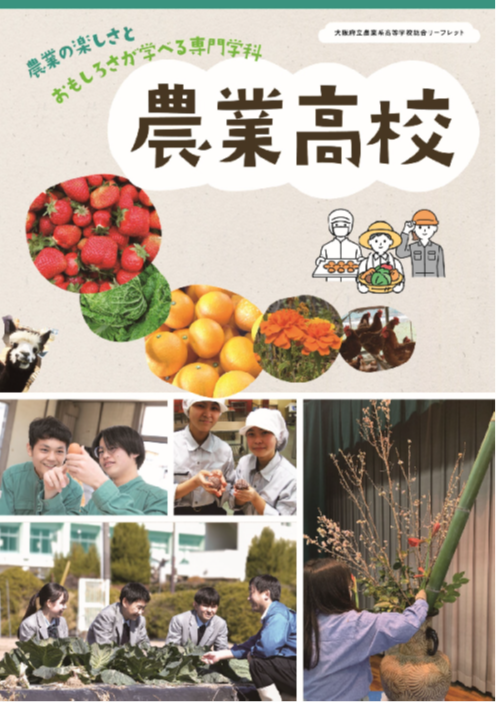 大阪府立農業系高等学校総合リーフレット
農業の楽しさと
おもしろさが学べる専門学科
農業高校